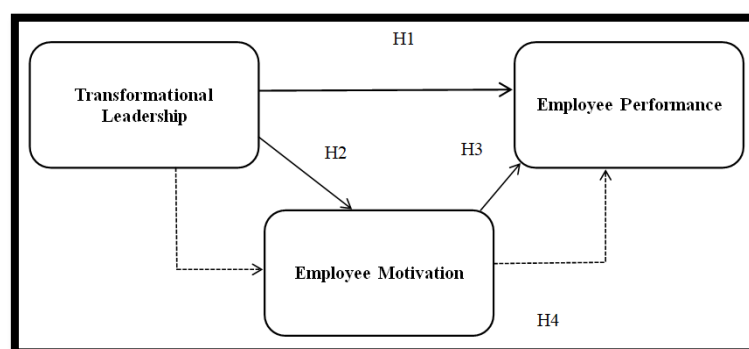 H1
Transformational
Leadership
Employee Performance
H2
H3
Employee Motivation
H4